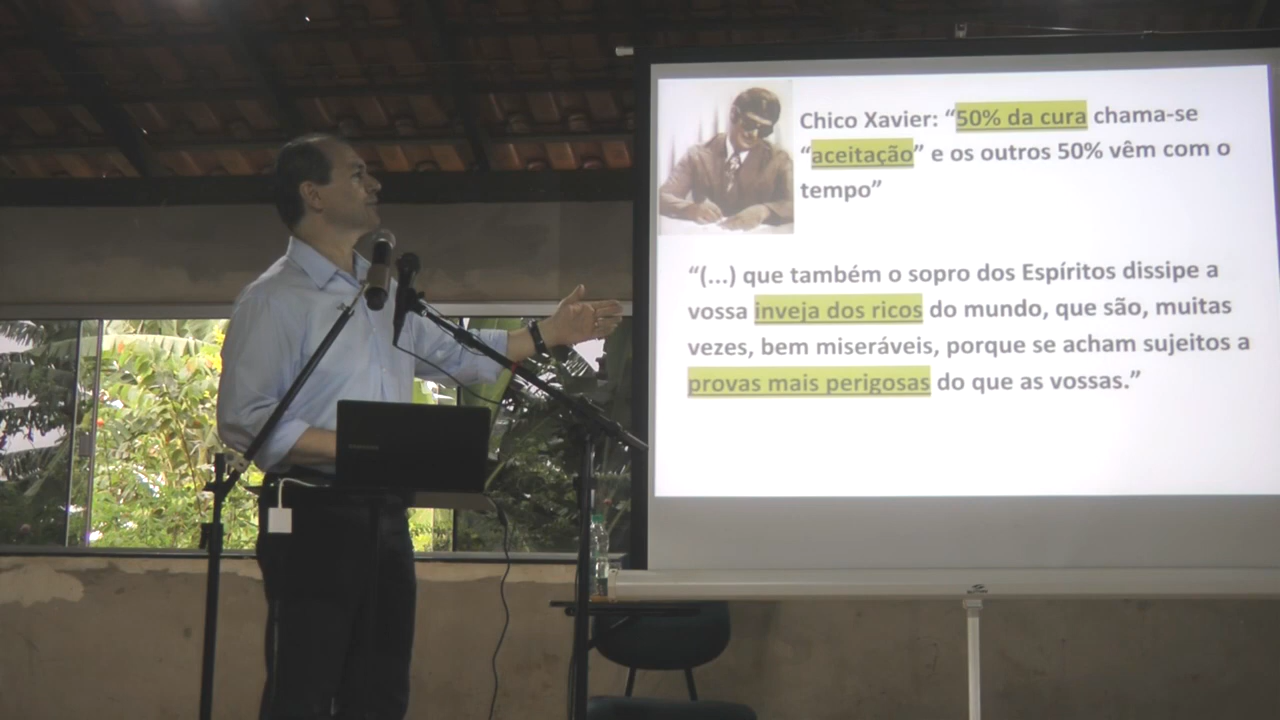 Chico Xavier: “50% da cura chama-se
“aceitação” e os outros 50% vêm com o
tempo”
“(...) que também o sopro dos Espíritos dissipe a
vossa inveja dos ricos do mundo, que são, muitas
vezes, bem miseráveis, porque se acham sujeitos a
provas mais perigosas do que as vossas.”